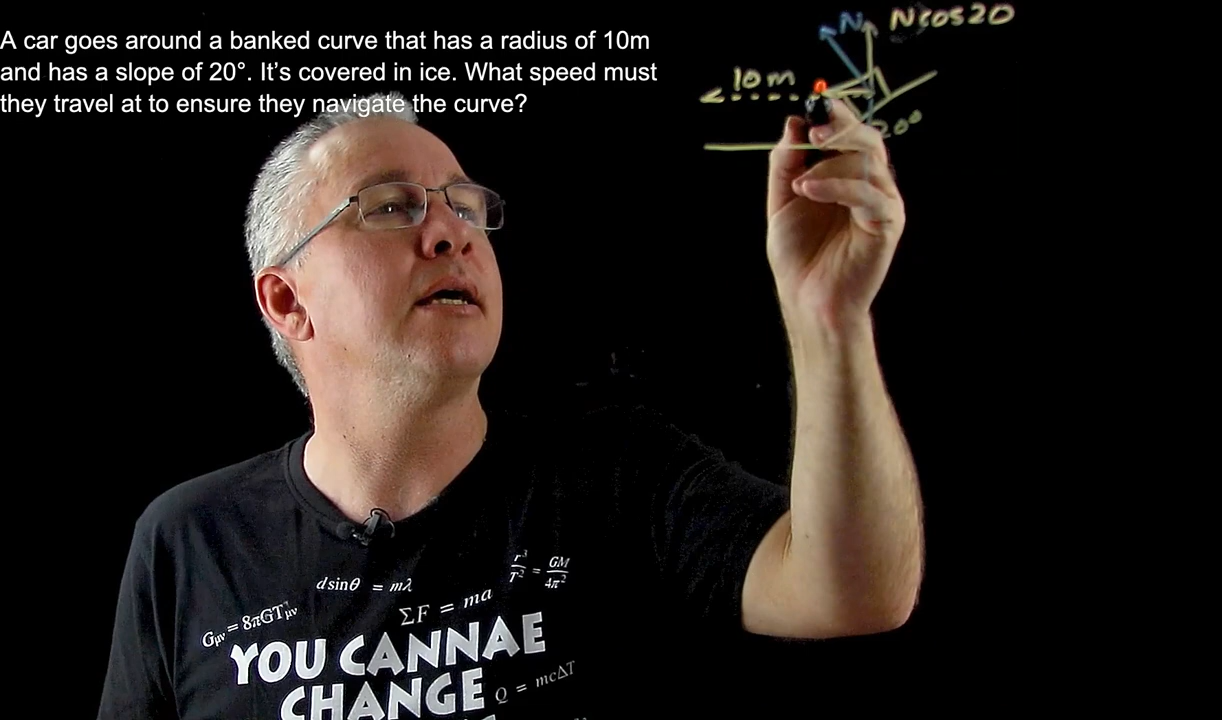 A car goes around a banked curve that has a radius of 10m
and has a slope of 20°. It's covered in ice. What speed must
they travel at to ensure they navigate the curve?
N Ncos20
10m
20°
r³/T² = GM/4π²
dsinθ = mλ
ΣF = ma
Gμν = 8πGTμν
YOU CANNAE
CHANGE
Q = mcΔT